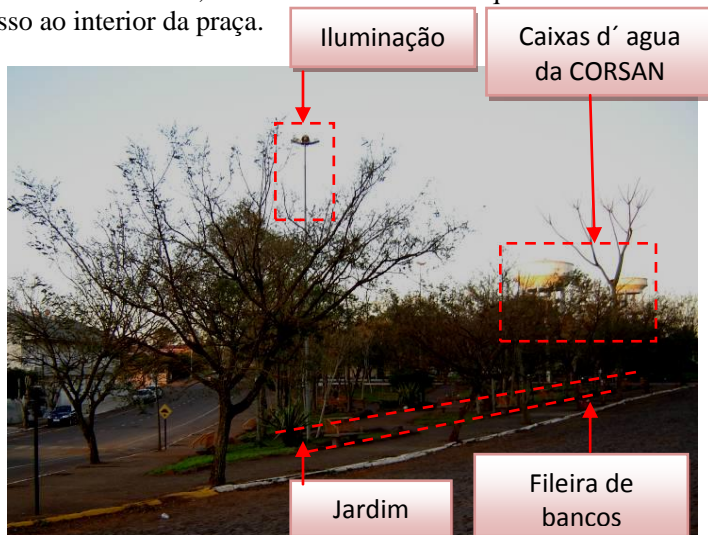 sso ao interior da praça.
Iluminação
Caixas d´ agua
da CORSAN
Jardim
Fileira de
bancos